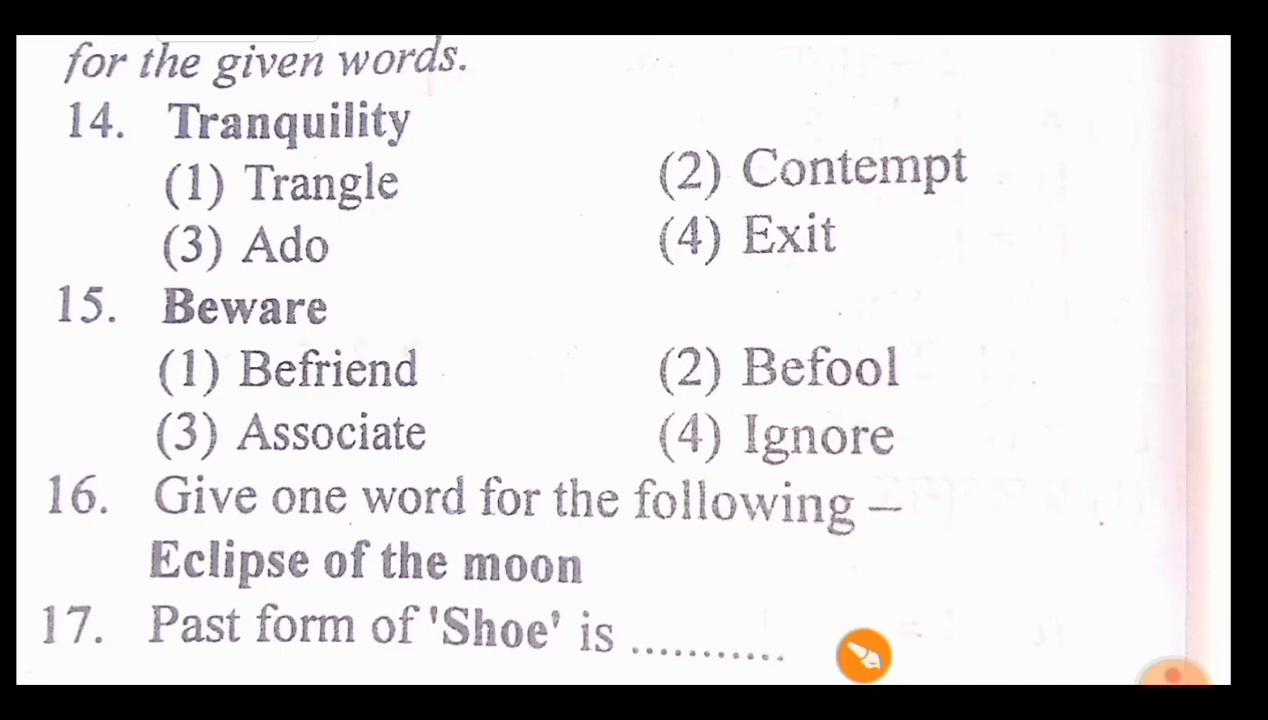 for the given words.
14. Tranquility
(1) Trangle (2) Contempt
(3) Ado (4) Exit
15. Beware
(1) Befriend (2) Befool
(3) Associate (4) Ignore
16. Give one word for the following –
Eclipse of the moon
17. Past form of 'Shoe' is ...........